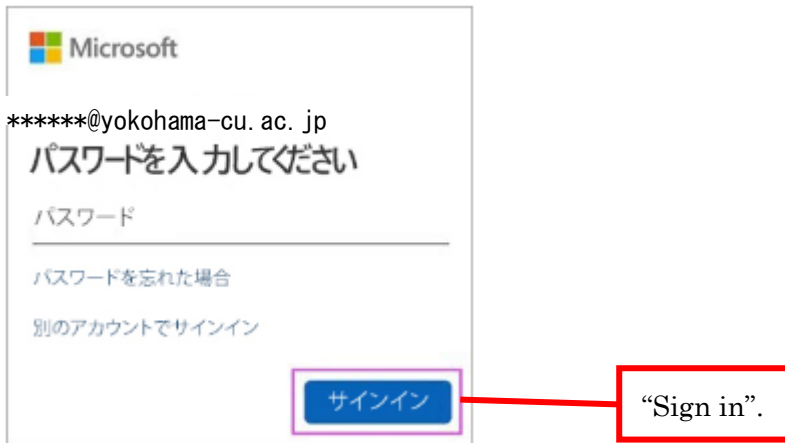 Microsoft
******@yokohama-cu.ac.jp
パスワードを入力してください
パスワード
パスワードを忘れた場合
別のアカウントでサインイン
サインイン
“Sign in”.